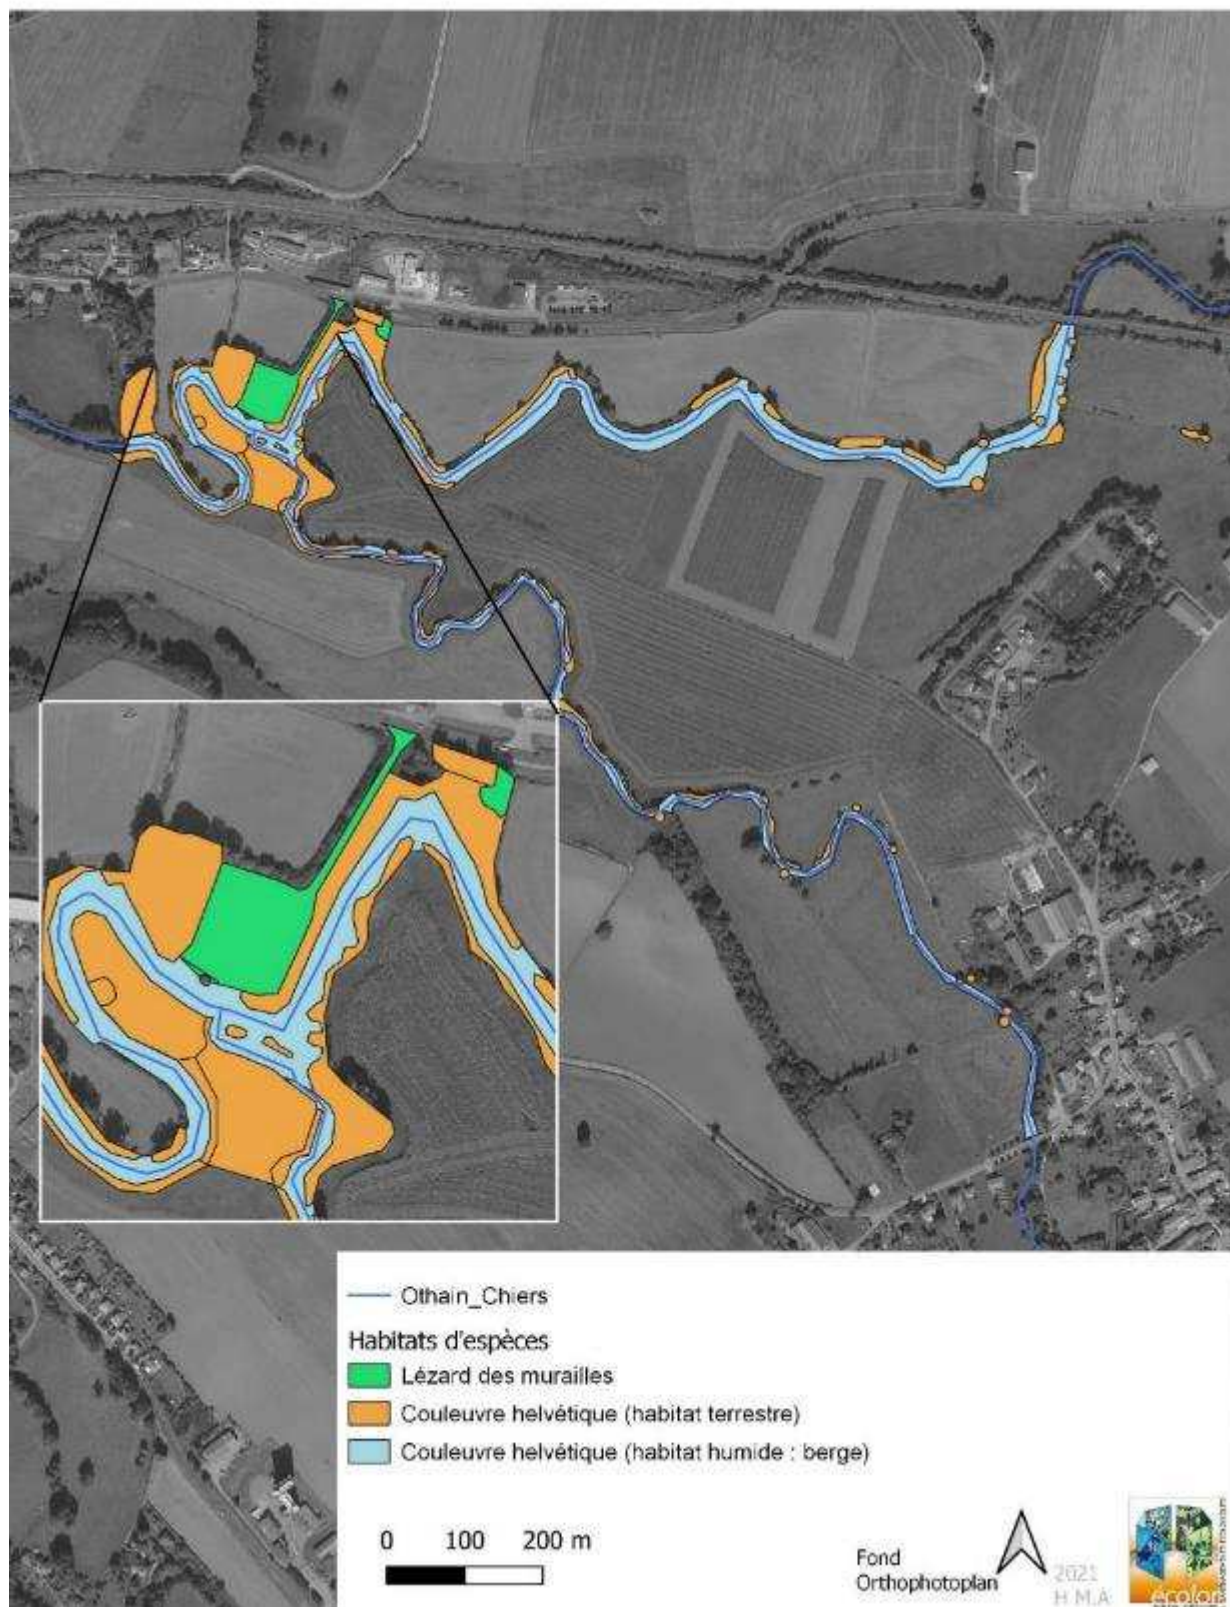 Othain_Chiers
Habitats d'espèces
Lézard des murailles
Couleuvre helvétique (habitat terrestre)
Couleuvre helvétique (habitat humide : berge)
0 100 200 m
Fond
Orthophotoplan
2021
H.M.A
écolor